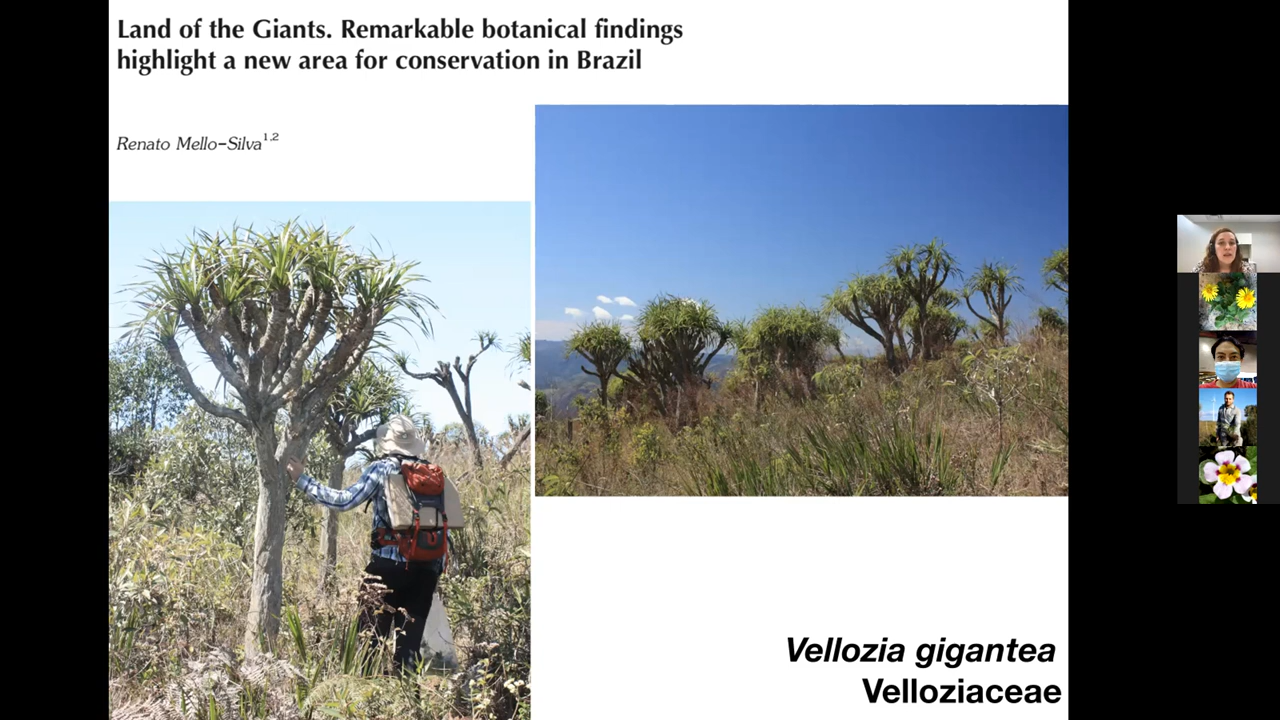 Land of the Giants. Remarkable botanical findings
highlight a new area for conservation in Brazil
Renato Mello-Silva1,2
Vellozia gigantea
Velloziaceae